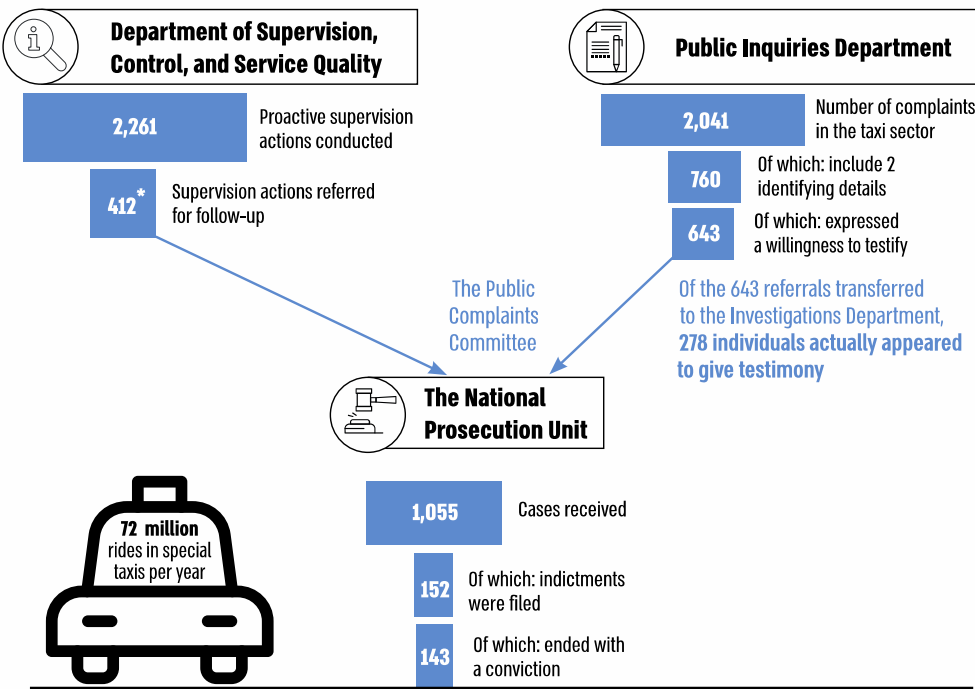 Department of Supervision,
Control, and Service Quality
2,261
Proactive supervision
actions conducted
412*
Supervision actions referred
for follow-up
Public Inquiries Department
2,041
Number of complaints
in the taxi sector
760
Of which: include 2
identifying details
643
Of which: expressed
a willingness to testify
Of the 643 referrals transferred
to the Investigations Department,
278 individuals actually appeared
to give testimony
The Public
Complaints
Committee
The National
Prosecution Unit
1,055
Cases received
152
Of which: indictments
were filed
143
Of which: ended with
a conviction
72 million
rides in special
taxis per year